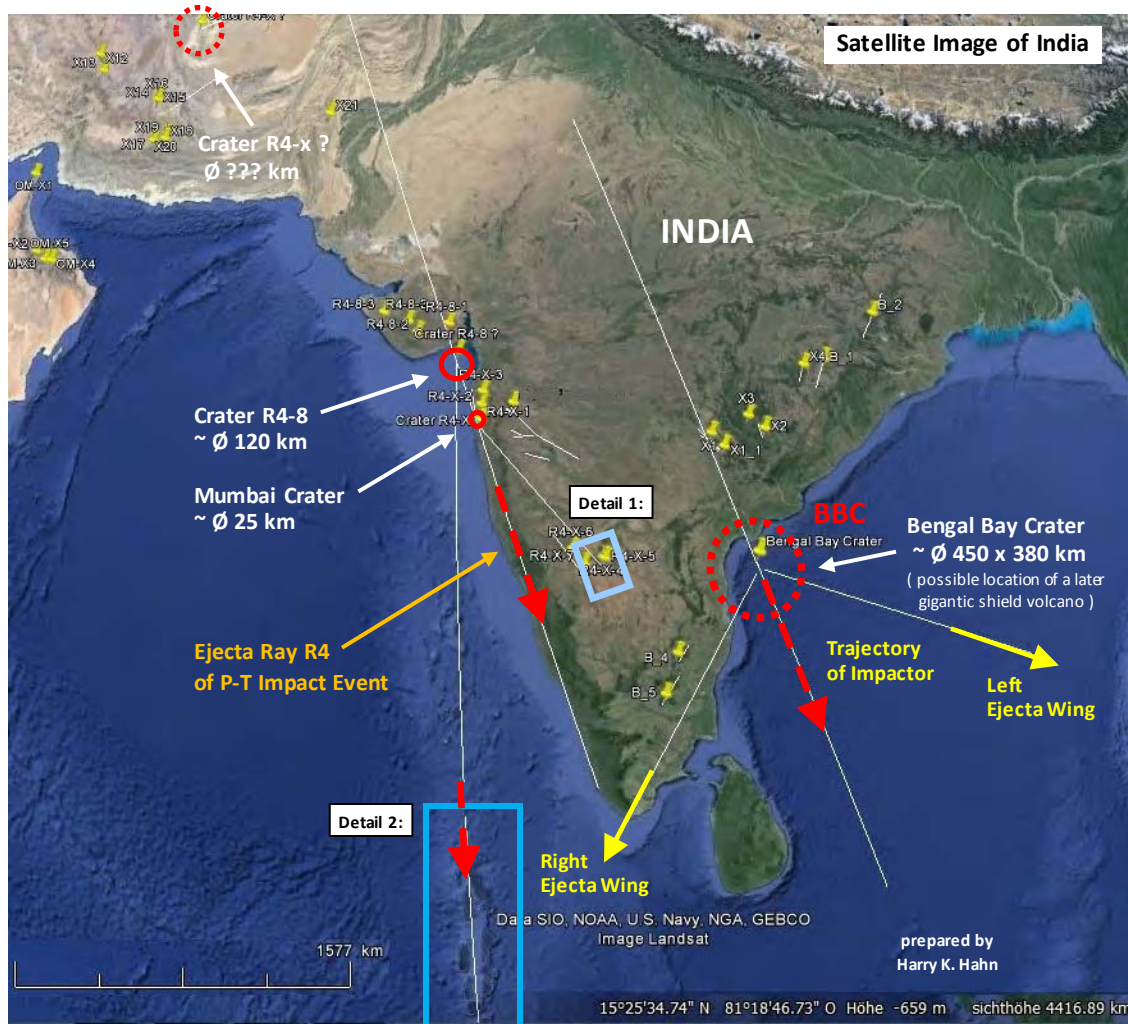 Satellite Image of India
Crater R4-x ?
X13
X12
X16
X14
X15
X21
X19
X18
X17
X20
Crater R4-x ?
Ø ??? km
OM-X1
-X2
OM-X5
M-X3
OM-X4
INDIA
R4-8-3
R4-8-1
R4-8-2
Crater R4-8 ?
B_2
X4
B_1
R4-X-3
R4-X-2
R4-X-1
Crater R4-X
X3
X2
X1
X1_1
Crater R4-8
~ Ø 120 km
Mumbai Crater
~ Ø 25 km
Detail 1:
R4-X-6
R4-X-7
R4-X-5
R4-X-4
BBC
Bengal Bay Crater
Bengal Bay Crater
~ Ø 450 x 380 km
( possible location of a later
gigantic shield volcano )
Ejecta Ray R4
of P-T Impact Event
B_4
B_5
Trajectory
of Impactor
Left
Ejecta Wing
Detail 2:
Right
Ejecta Wing
Data SIO, NOAA, U.S. Navy, NGA, GEBCO
Image Landsat
1577 km
prepared by
Harry K. Hahn
15°25'34.74" N 81°18'46.73" O Höhe -659 m sichthöhe 4416.89 km